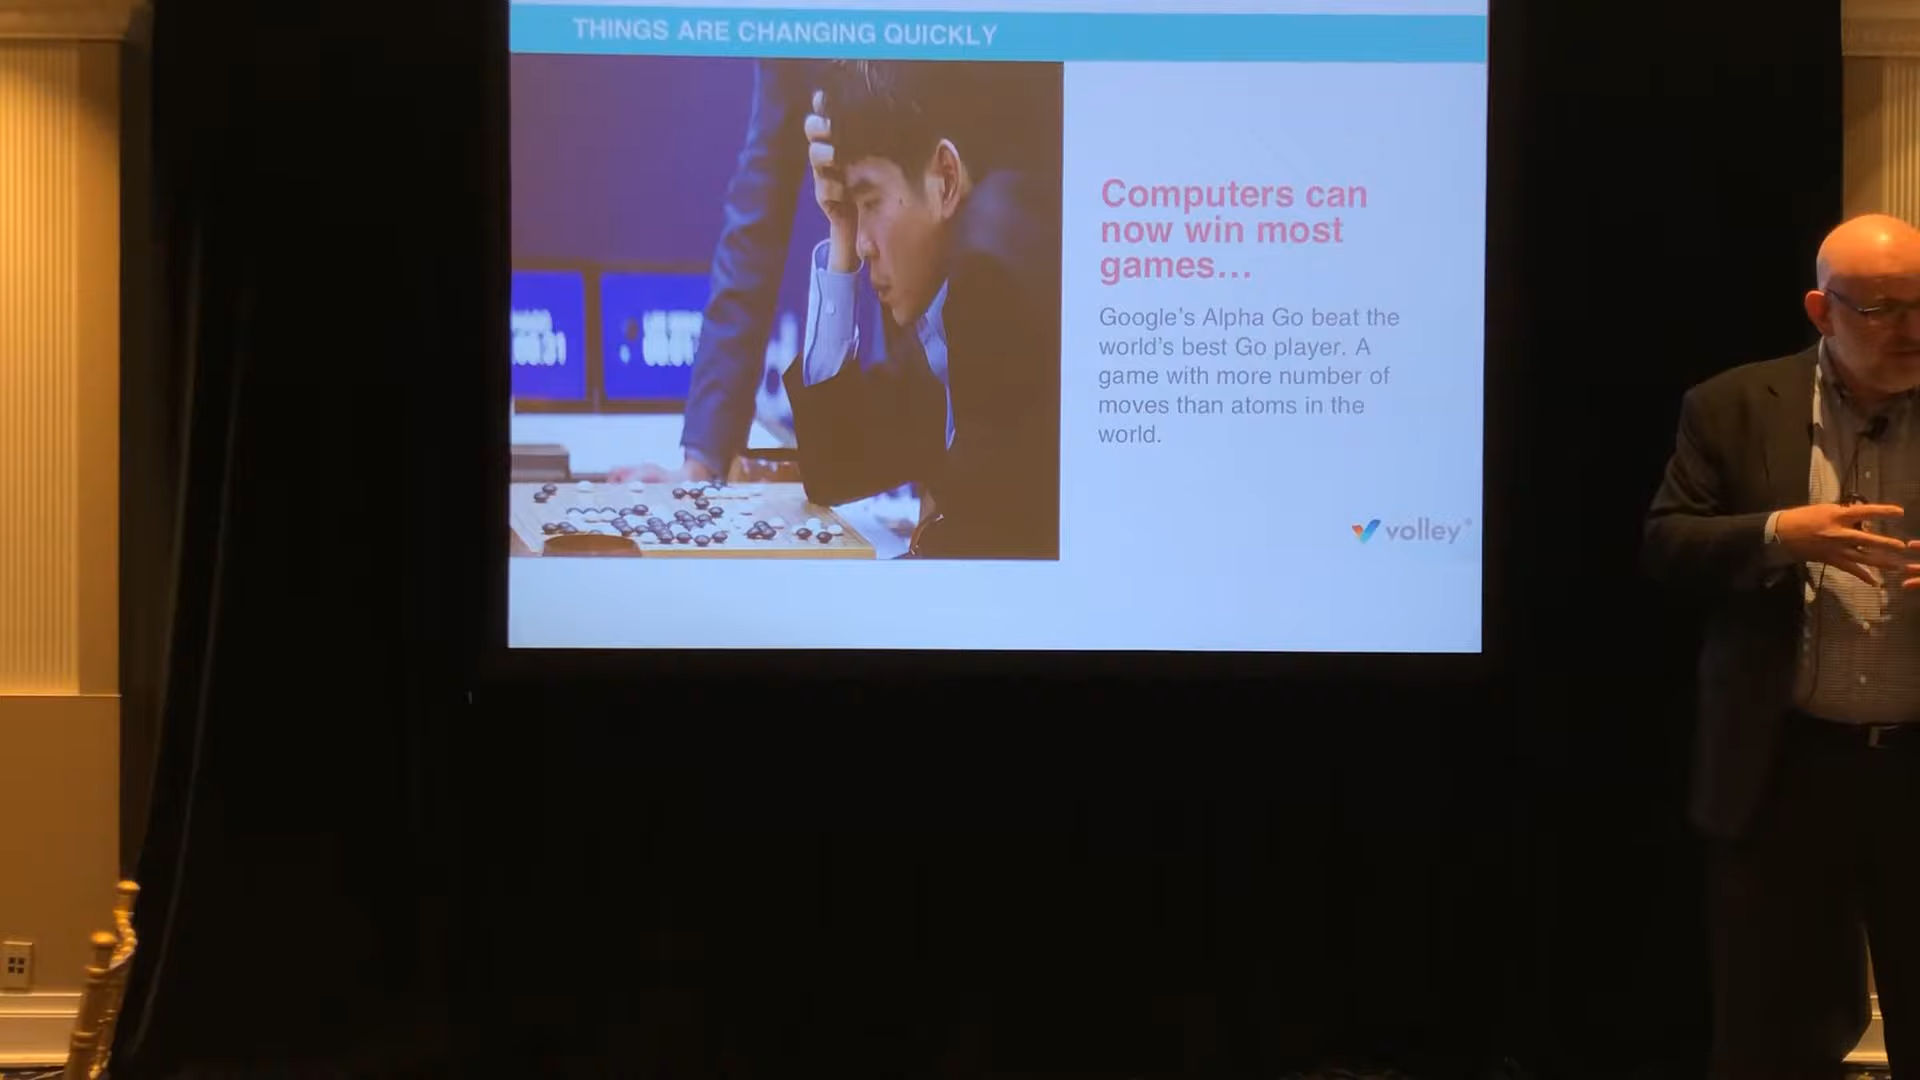 THINGS ARE CHANGING QUICKLY
Computers can
now win most
games...
Google's Alpha Go beat the
world's best Go player. A
game with more number of
moves than atoms in the
world.
volley